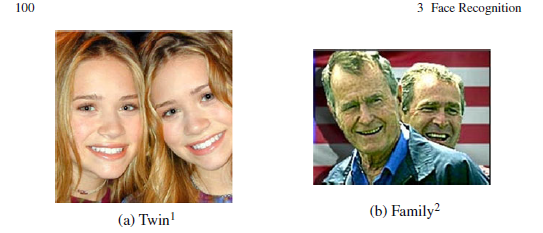 100
3 Face Recognition
(a) Twin1
(b) Family2